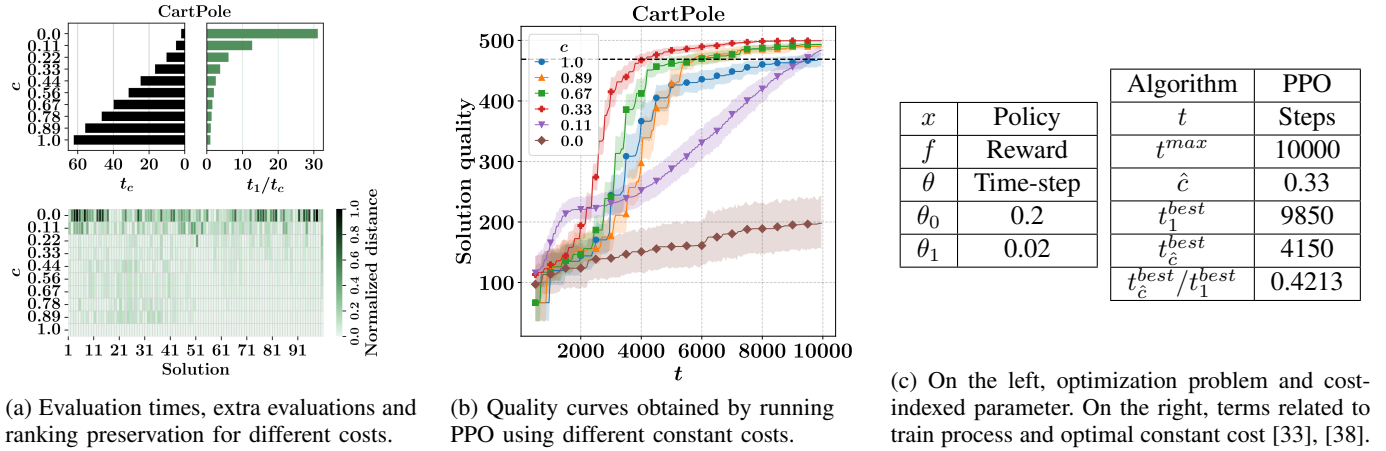 CartPole
c
0.0
0.11
0.22
0.33
0.44
0.56
0.67
0.78
0.89
1.0
60 40 20 0
t_c
0 10 20 30
t_1/t_c
c
0.0
0.11
0.22
0.33
0.44
0.56
0.67
0.78
0.89
1.0
1 11 21 31 41 51 61 71 81 91
Solution
0.0 0.2 0.4 0.6 0.8 1.0
Normalized distance
(a) Evaluation times, extra evaluations and
ranking preservation for different costs.
CartPole
Solution quality
500
400
300
200
100
c
1.0
0.89
0.67
0.33
0.11
0.0
2000 4000 6000 8000 10000
t
(b) Quality curves obtained by running
PPO using different constant costs.
x Policy
f Reward
θ Time-step
θ_0 0.2
θ_1 0.02
Algorithm PPO
t Steps
t^{max} 10000
ĉ 0.33
t_1^{best} 9850
t_ĉ^{best} 4150
t_ĉ^{best}/t_1^{best} 0.4213
(c) On the left, optimization problem and cost-
indexed parameter. On the right, terms related to
train process and optimal constant cost [33], [38].